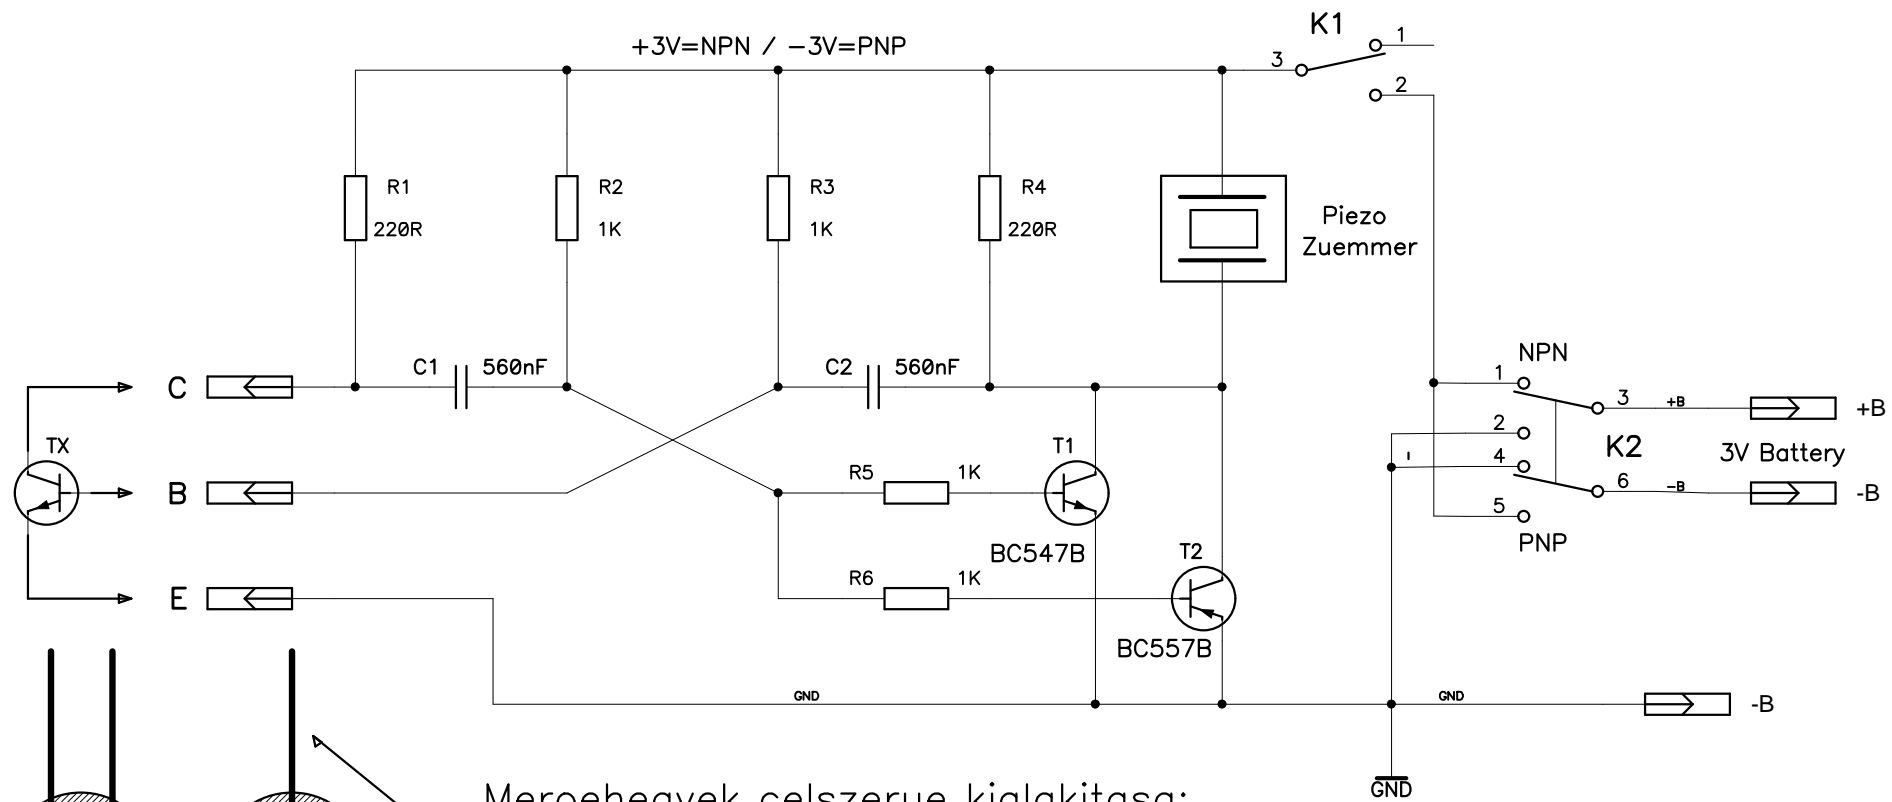 K1
+3V=NPN / -3V=PNP
1
3
2
R1
220R
R2
1K
R3
1K
R4
220R
Piezo
Zuemmer
C1 560nF
C2 560nF
NPN
1
3 +B
+B
2
K2
3V Battery
4
6 -B
-B
5
PNP
C
TX
B
E
R5 1K
T1
BC547B
R6 1K
T2
BC557B
GND
GND
-B
GND
Meroehegyek celszerue kialakitasa: